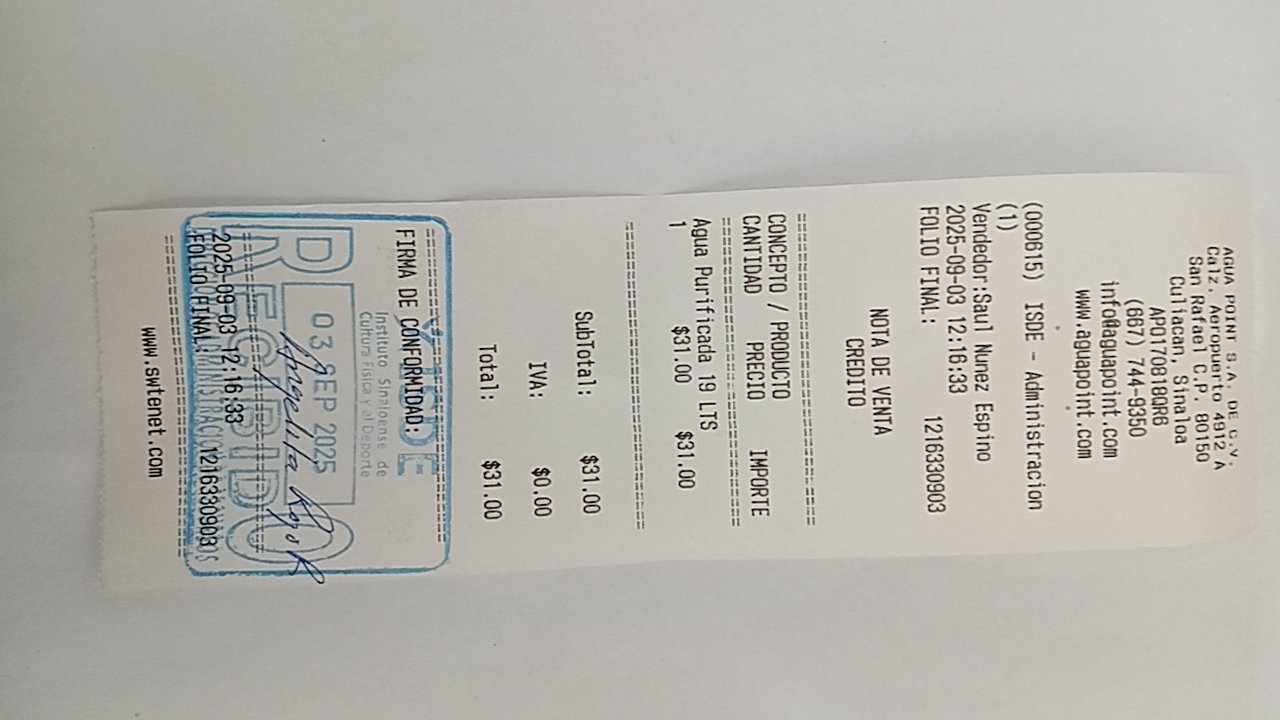 AGUA POINT S.A. DE C.V.
Calz. Aeropuerto 4912 A
San Rafael C.P. 80150
Culiacan, Sinaloa
APO170818QR6
(667) 744-9350
info@aguapoint.com
www.aguapoint.com
(000615) ISDE - Administracion
(1)
Vendedor:Saul Nunez Espino
2025-09-03 12:16:33
FOLIO FINAL: 1216330903
NOTA DE VENTA
CREDITO
CONCEPTO / PRODUCTO
CANTIDAD PRECIO IMPORTE
Agua Purificada 19 LTS
1 $31.00 $31.00
SubTotal: $31.00
IVA: $0.00
Total: $31.00
FIRMA DE CONFORMIDAD:
ISDE
Instituto Sinaloense de
Cultura Física y el Deporte
03 SEP 2025
RECIBIDO
Angelita
2025-09-03 12:16:33
FOLIO FINAL: 1216330903
www.swtenet.com